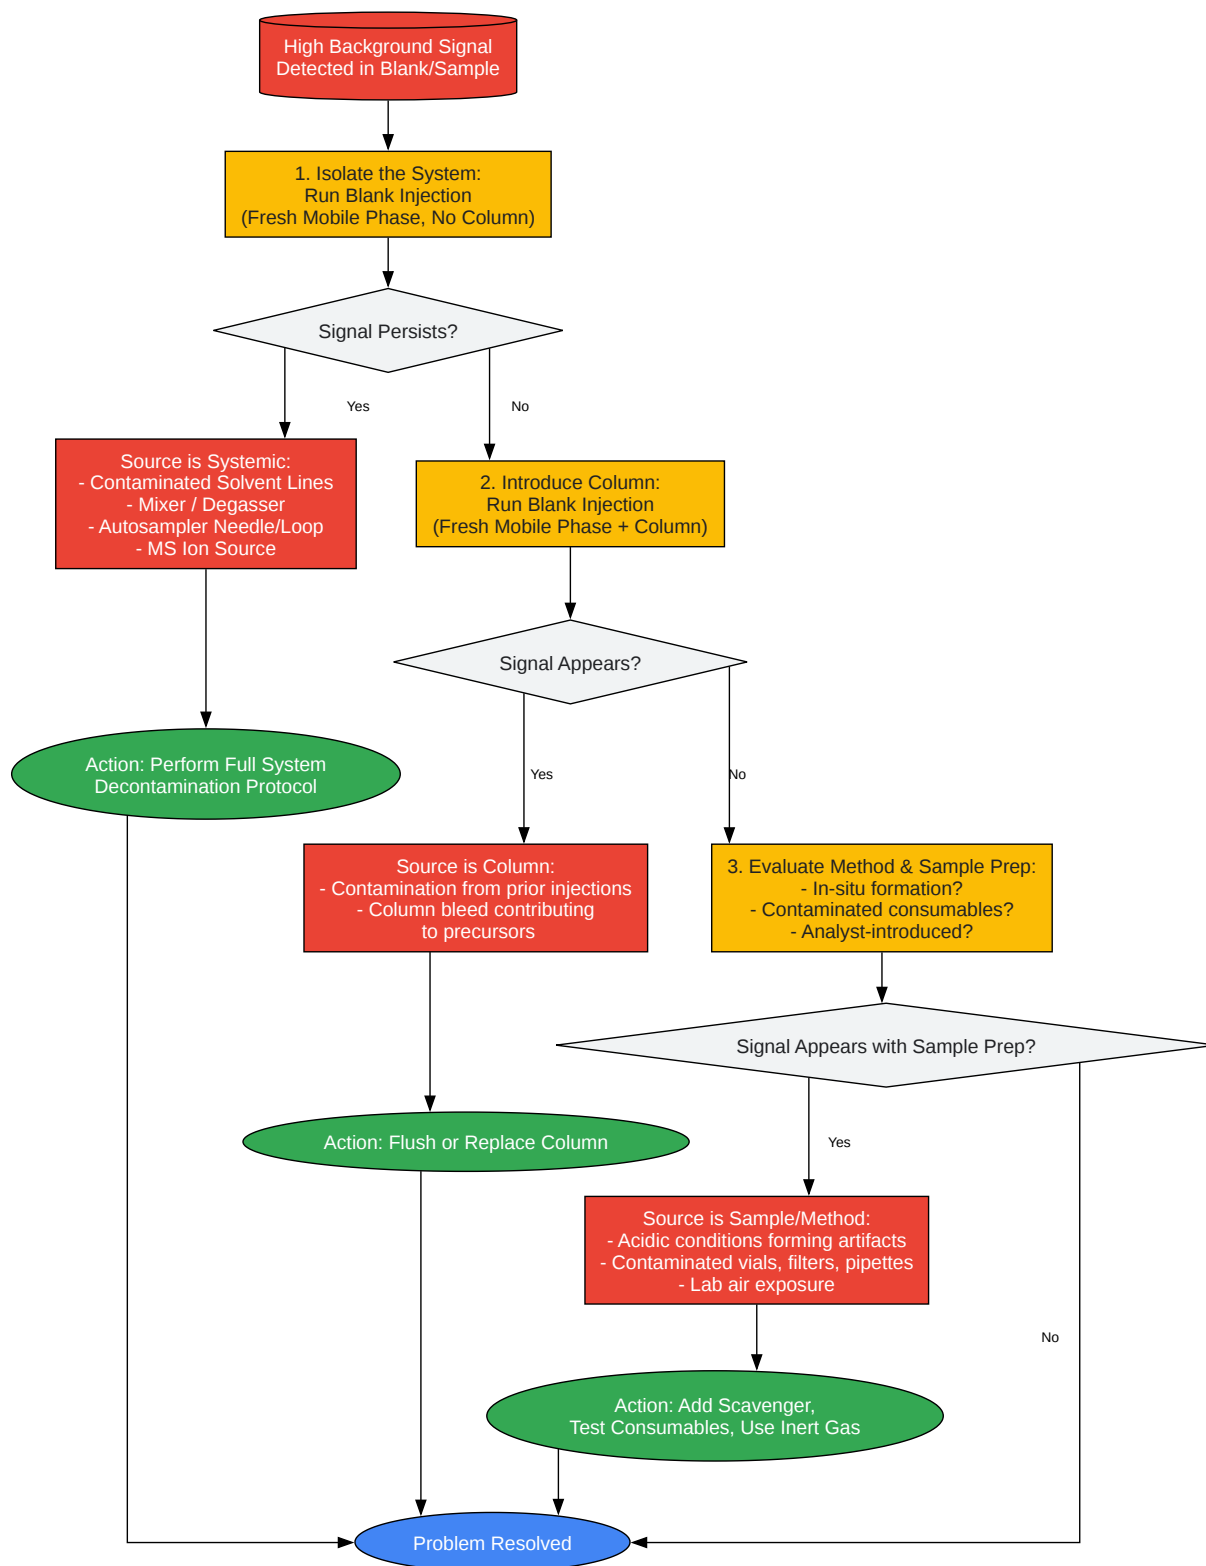 High Background Signal
Detected in Blank/Sample
1. Isolate the System:
Run Blank Injection
(Fresh Mobile Phase, No Column)
Signal Persists?
Yes
No
Source is Systemic:
- Contaminated Solvent Lines
- Mixer / Degasser
- Autosampler Needle/Loop
- MS Ion Source
2. Introduce Column:
Run Blank Injection
(Fresh Mobile Phase + Column)
Signal Appears?
Action: Perform Full System
Decontamination Protocol
Yes
No
Source is Column:
- Contamination from prior injections
- Column bleed contributing
to precursors
3. Evaluate Method & Sample Prep:
- In-situ formation?
- Contaminated consumables?
- Analyst-introduced?
Signal Appears with Sample Prep?
Action: Flush or Replace Column
Yes
Source is Sample/Method:
- Acidic conditions forming artifacts
- Contaminated vials, filters, pipettes
- Lab air exposure
No
Action: Add Scavenger,
Test Consumables, Use Inert Gas
Problem Resolved